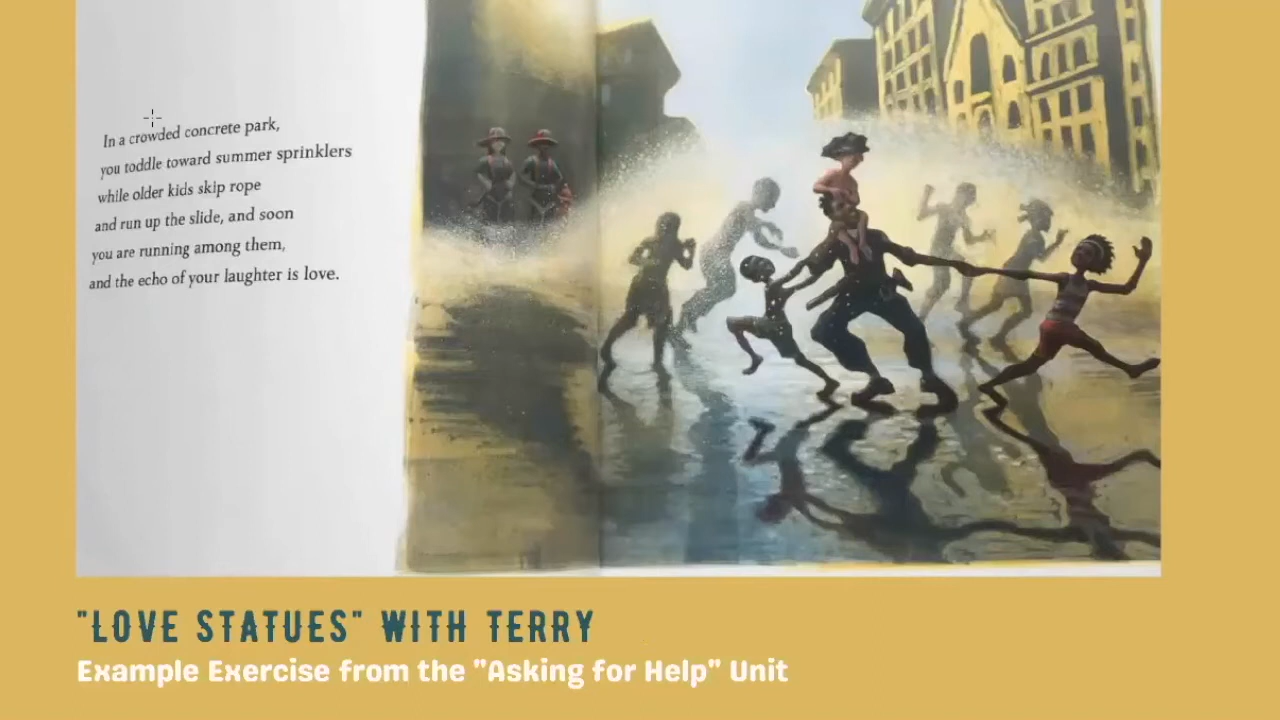 In a crowded concrete park,
you toddle toward summer sprinklers
while older kids skip rope
and run up the slide, and soon
you are running among them,
and the echo of your laughter is love.
"LOVE STATUES" WITH TERRY
Example Exercise from the "Asking for Help" Unit